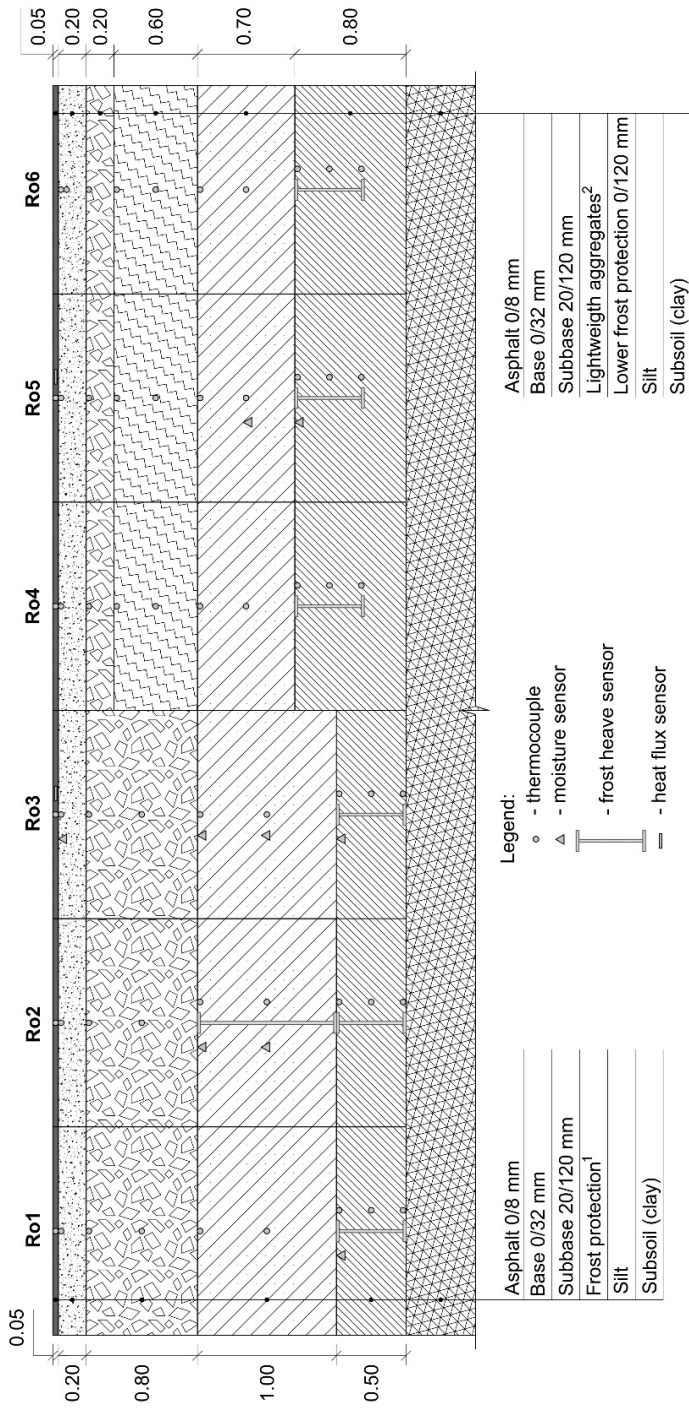 Ro1
Ro2
Ro3
Ro4
Ro5
Ro6
0.05
0.20
0.80
1.00
0.50
0.05
0.20
0.20
0.60
0.70
0.80
Asphalt 0/8 mm
Base 0/32 mm
Subbase 20/120 mm
Frost protection¹
Silt
Subsoil (clay)
Legend:
- thermocouple
- moisture sensor
- frost heave sensor
- heat flux sensor
Asphalt 0/8 mm
Base 0/32 mm
Subbase 20/120 mm
Lightweigth aggregates²
Lower frost protection 0/120 mm
Silt
Subsoil (clay)